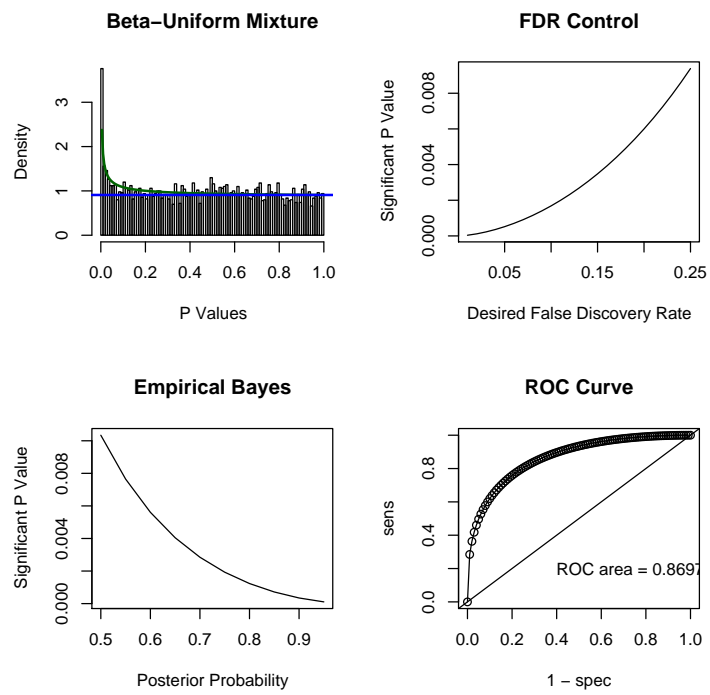 Beta−Uniform Mixture
Density
0 1 2 3
0.0 0.2 0.4 0.6 0.8 1.0
P Values
FDR Control
Significant P Value
0.000 0.004 0.008
0.05 0.15 0.25
Desired False Discovery Rate
Empirical Bayes
Significant P Value
0.000 0.004 0.008
0.5 0.6 0.7 0.8 0.9
Posterior Probability
ROC Curve
sens
0.0 0.4 0.8
ROC area = 0.8697
0.0 0.2 0.4 0.6 0.8 1.0
1 − spec